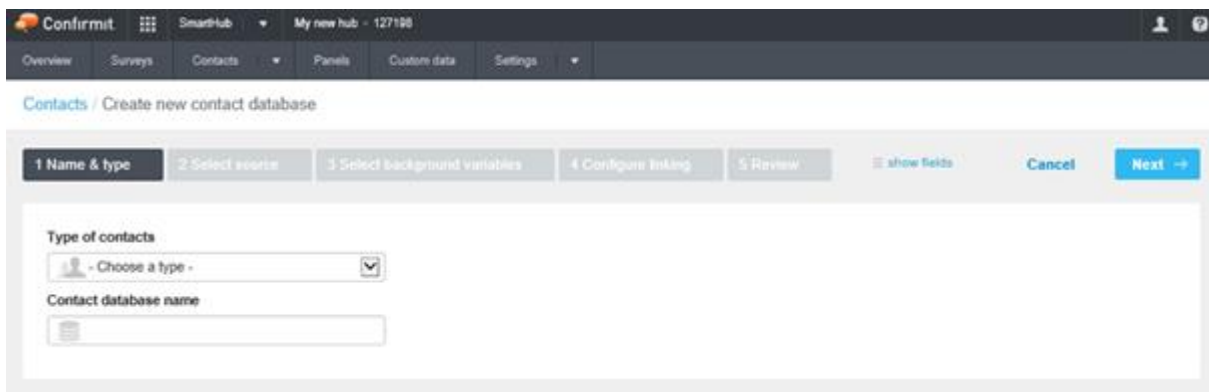 Confirmit SmartHub My new hub - 127198
Overview Surveys Contacts Panels Custom data Settings
Contacts / Create new contact database
1 Name & type 2 Select source 3 Select background variables 4 Configure linking 5 Review show fields Cancel Next →
Type of contacts
- Choose a type -
Contact database name